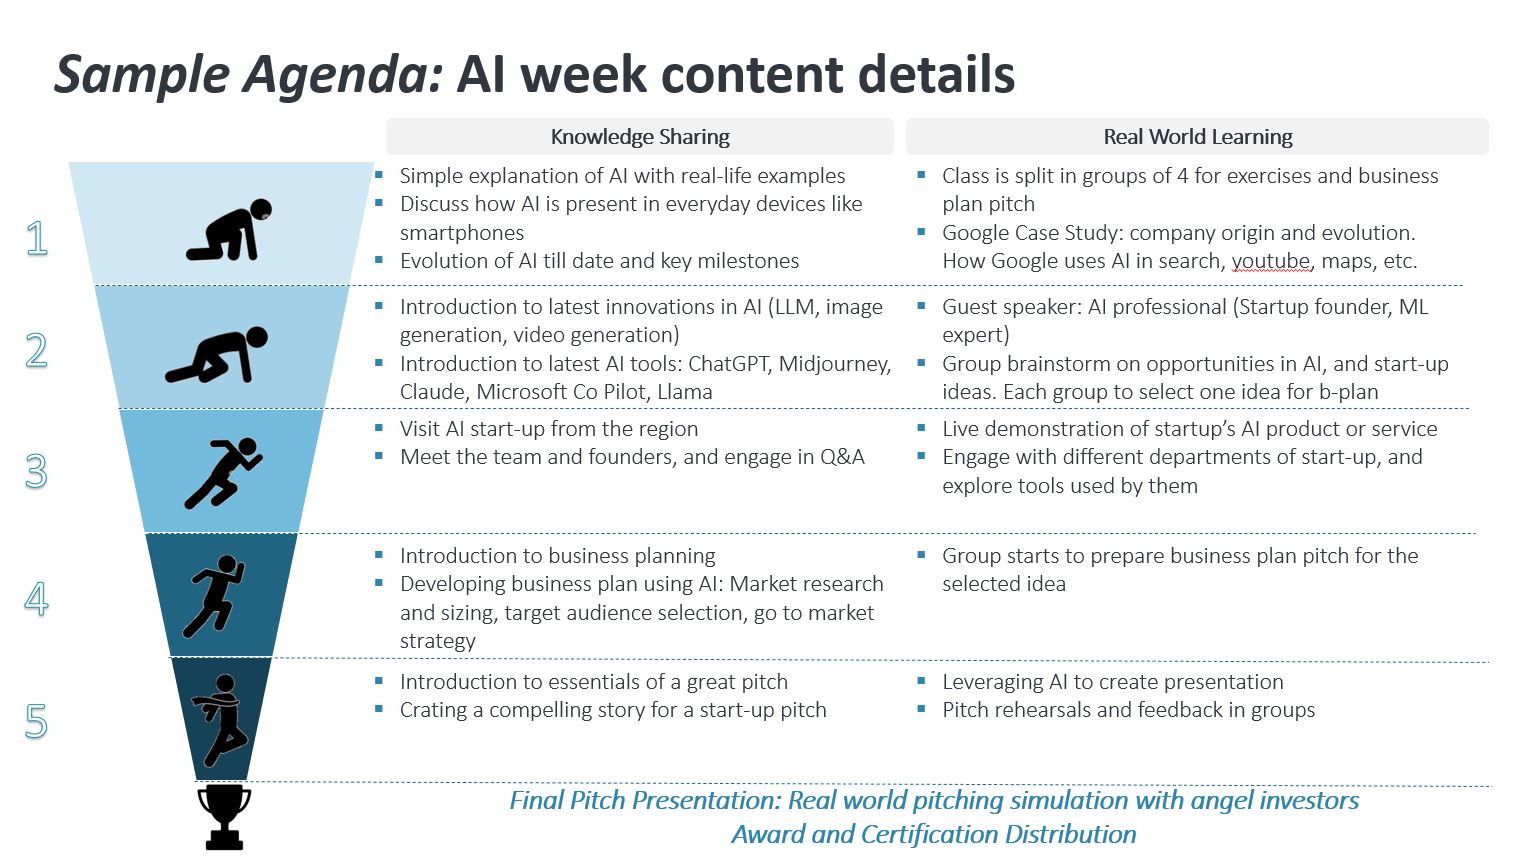 Sample Agenda: AI week content details
Knowledge Sharing
Real World Learning
1
▪ Simple explanation of AI with real-life examples
▪ Discuss how AI is present in everyday devices like
smartphones
▪ Evolution of AI till date and key milestones
▪ Class is split in groups of 4 for exercises and business
plan pitch
▪ Google Case Study: company origin and evolution.
How Google uses AI in search, youtube, maps, etc.
2
▪ Introduction to latest innovations in AI (LLM, image
generation, video generation)
▪ Introduction to latest AI tools: ChatGPT, Midjourney,
Claude, Microsoft Co Pilot, Llama
▪ Guest speaker: AI professional (Startup founder, ML
expert)
▪ Group brainstorm on opportunities in AI, and start-up
ideas. Each group to select one idea for b-plan
3
▪ Visit AI start-up from the region
▪ Meet the team and founders, and engage in Q&A
▪ Live demonstration of startup’s AI product or service
▪ Engage with different departments of start-up, and
explore tools used by them
4
▪ Introduction to business planning
▪ Developing business plan using AI: Market research
and sizing, target audience selection, go to market
strategy
▪ Group starts to prepare business plan pitch for the
selected idea
5
▪ Introduction to essentials of a great pitch
▪ Crating a compelling story for a start-up pitch
▪ Leveraging AI to create presentation
▪ Pitch rehearsals and feedback in groups
Final Pitch Presentation: Real world pitching simulation with angel investors
Award and Certification Distribution